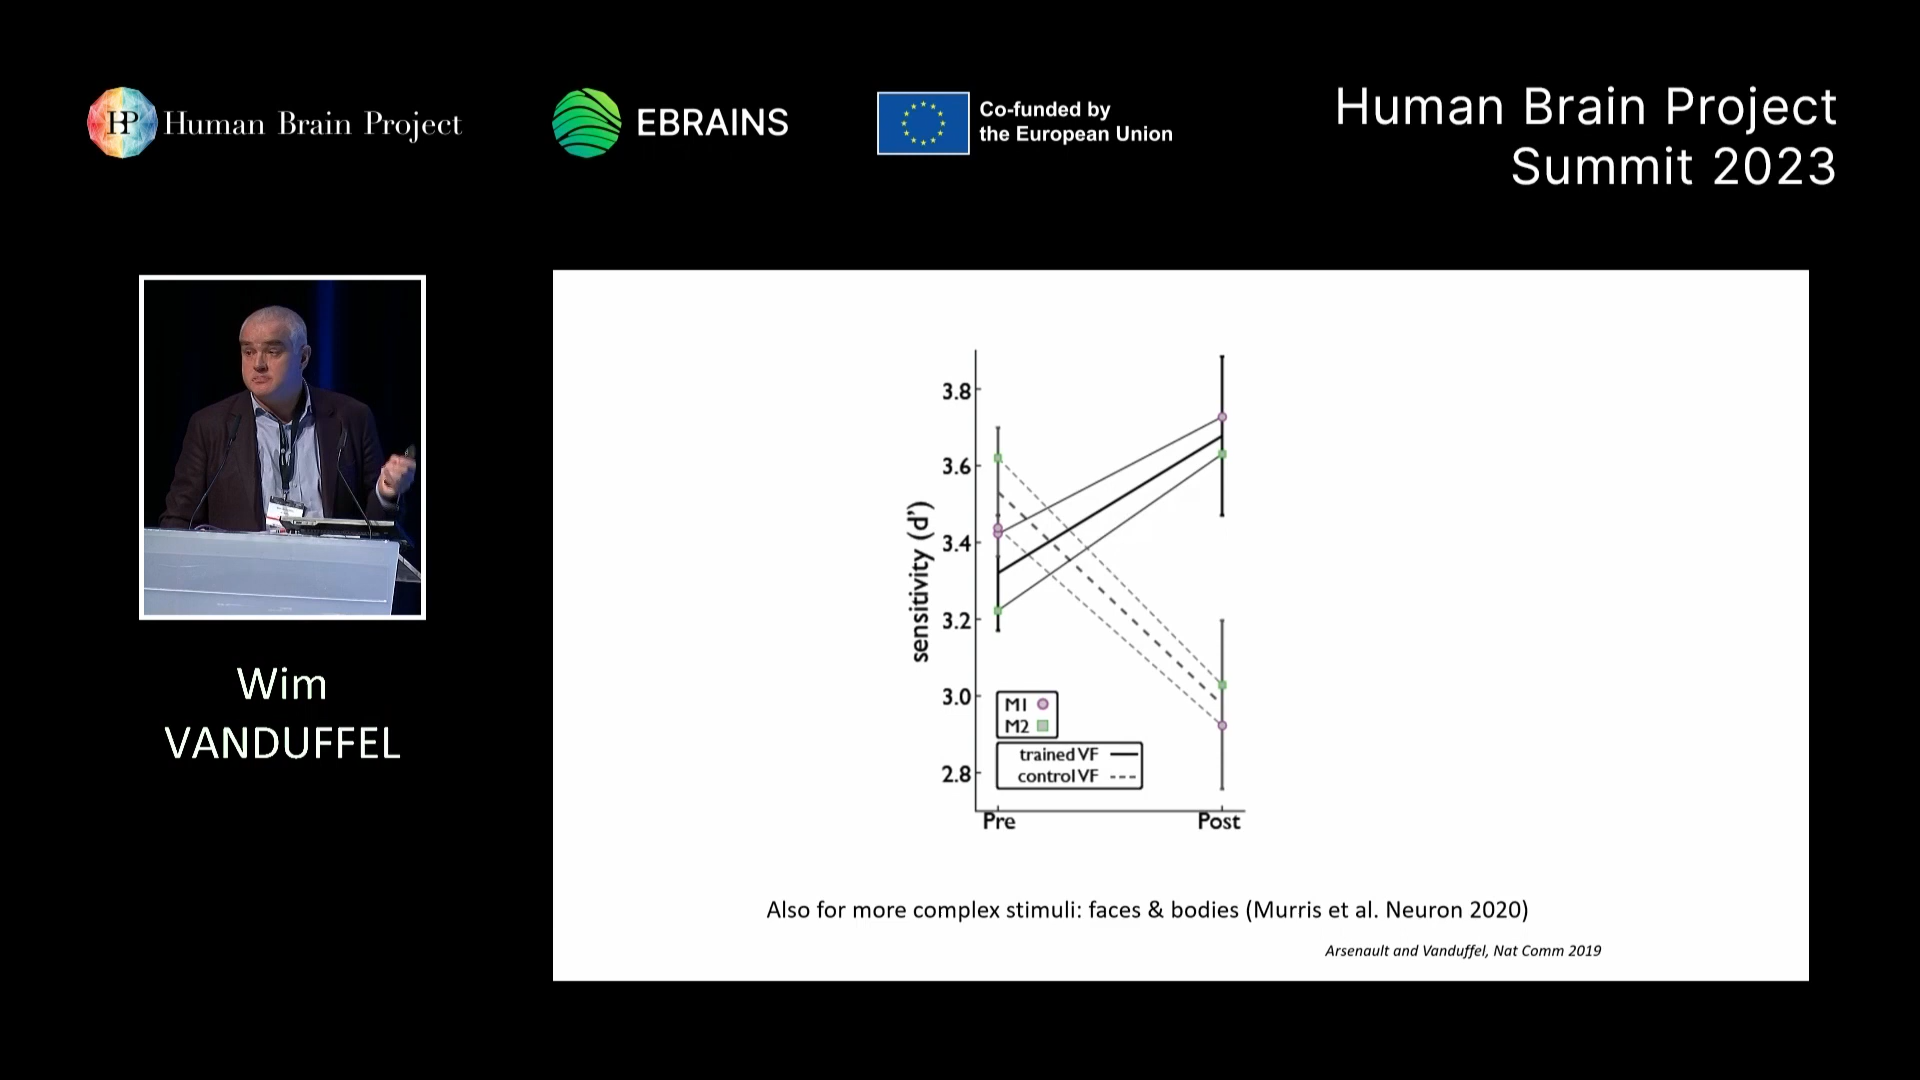 HP Human Brain Project
EBRAINS
Co-funded by
the European Union
Human Brain Project
Summit 2023
Wim
VANDUFFEL
sensitivity (d')
3.8
3.6
3.4
3.2
3.0
2.8
M1
M2
trained VF
control VF
Pre
Post
Also for more complex stimuli: faces & bodies (Murris et al. Neuron 2020)
Arsenault and Vanduffel, Nat Comm 2019